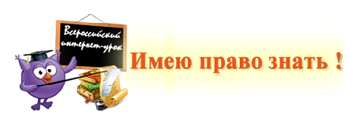 Всероссийский
интернет-урок
Имею право знать !